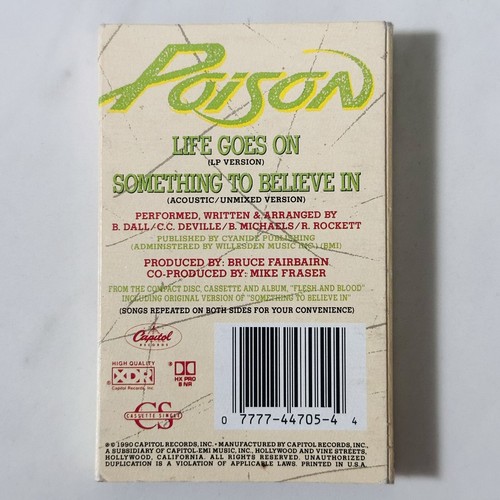 POISON
LIFE GOES ON
(LP VERSION)
SOMETHING TO BELIEVE IN
(ACOUSTIC/UNMIXED VERSION)
PERFORMED, WRITTEN & ARRANGED BY
B. DALL/C.C. DEVILLE/B. MICHAELS/R. ROCKETT
PUBLISHED BY CYANIDE PUBLISHING
(ADMINISTERED BY WILLESDEN MUSIC INC.) (BMI)
PRODUCED BY: BRUCE FAIRBAIRN
CO-PRODUCED BY: MIKE FRASER
FROM THE COMPACT DISC, CASSETTE AND ALBUM, "FLESH AND BLOOD"
INCLUDING ORIGINAL VERSION OF "SOMETHING TO BELIEVE IN"
(SONGS REPEATED ON BOTH SIDES FOR YOUR CONVENIENCE)
Capitol
RECORDS
HIGH QUALITY
XDR
Capitol Records, Inc.
HX PRO
B NR
CS
CASSETTE SINGLE
0 7777-44705-4 4
℗ © 1990 CAPITOL RECORDS, INC. • MANUFACTURED BY CAPITOL RECORDS, INC.,
A SUBSIDIARY OF CAPITOL-EMI MUSIC, INC., HOLLYWOOD AND VINE STREETS,
HOLLYWOOD, CALIFORNIA. ALL RIGHTS RESERVED. UNAUTHORIZED
DUPLICATION IS A VIOLATION OF APPLICABLE LAWS. PRINTED IN U.S.A.